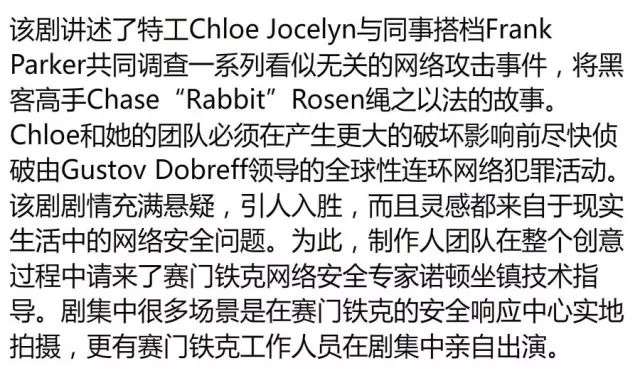 该剧讲述了特工Chloe Jocelyn与同事搭档Frank
Parker共同调查一系列看似无关的网络攻击事件，将黑
客高手Chase“Rabbit”Rosen绳之以法的故事。
Chloe和她的团队必须在产生更大的破坏影响前尽快侦
破由Gustov Dobreff领导的全球性连环网络犯罪活动。
该剧剧情充满悬疑，引人入胜，而且灵感都来自于现实
生活中的网络安全问题。为此，制作人团队在整个创意
过程中请来了赛门铁克网络安全专家诺顿坐镇技术指
导。剧集中很多场景是在赛门铁克的安全响应中心实地
拍摄，更有赛门铁克工作人员在剧集中亲自出演。